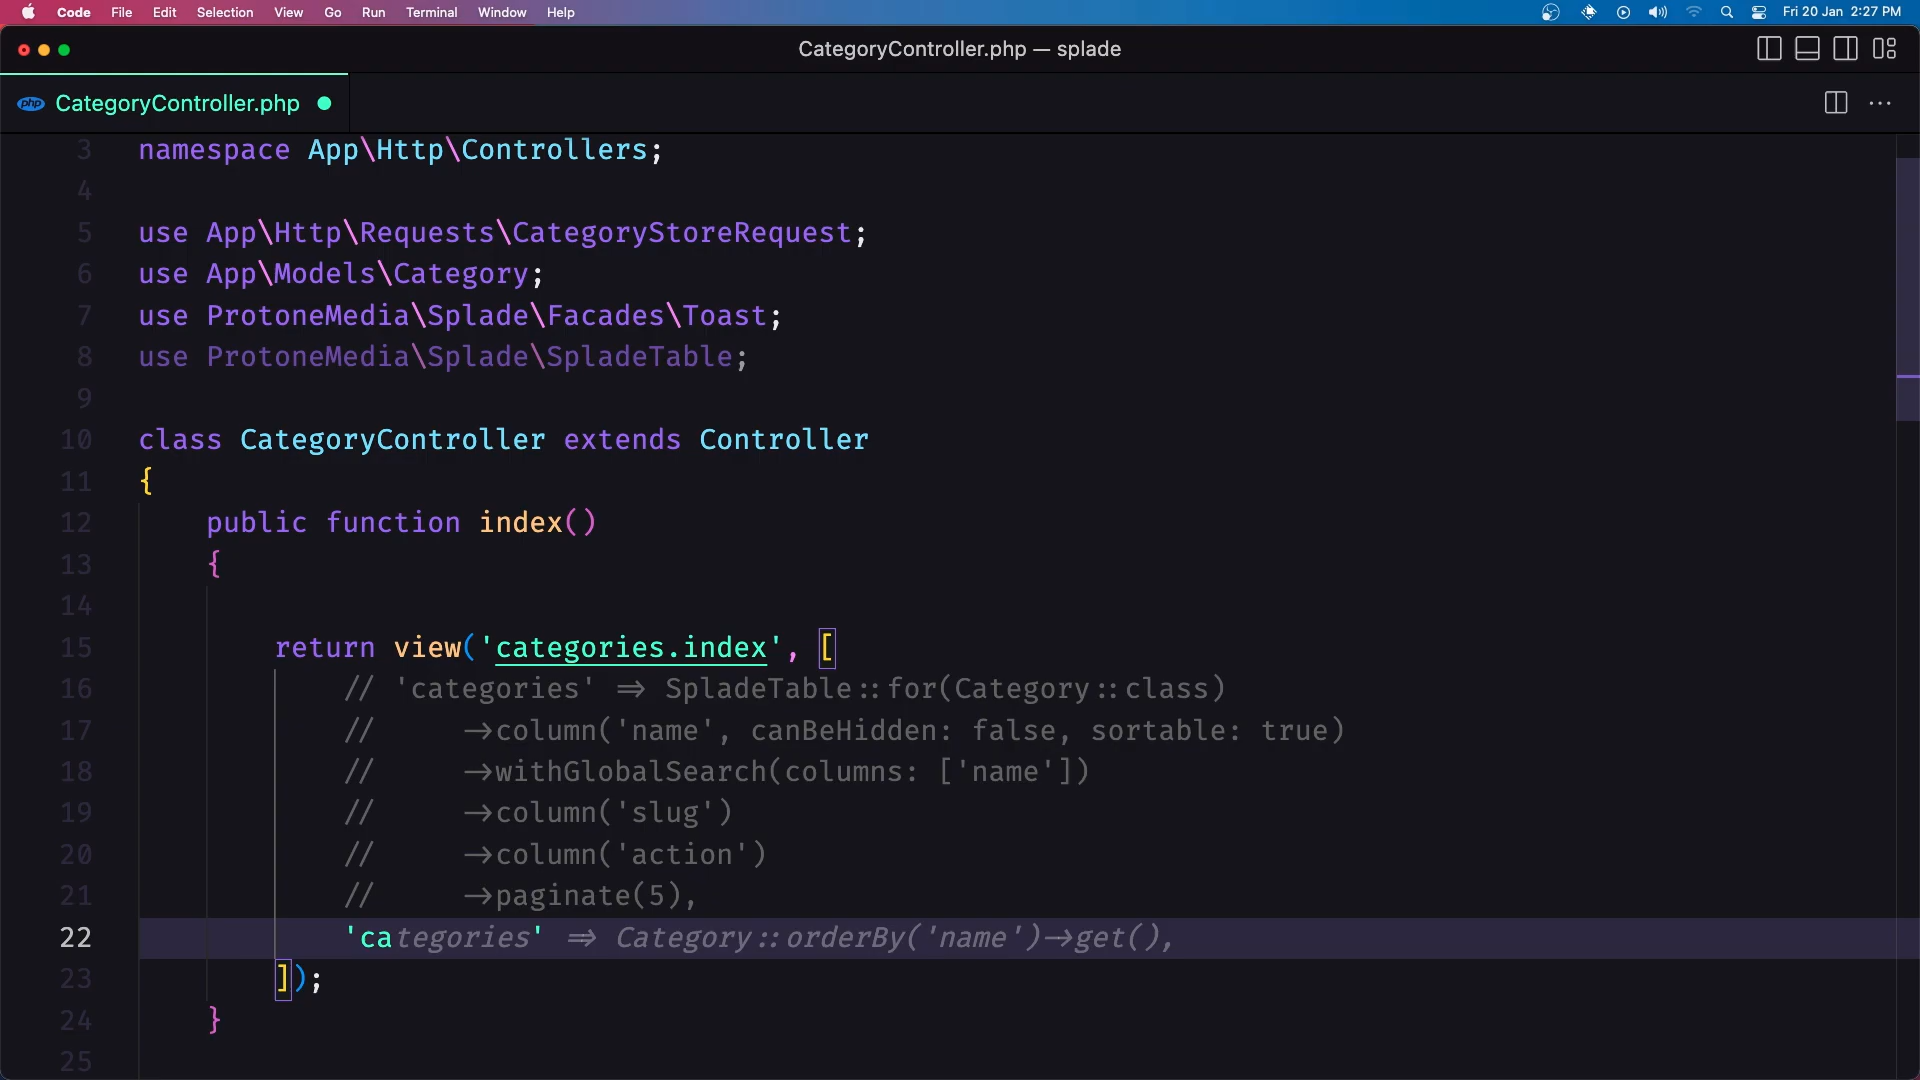 Code File Edit Selection View Go Run Terminal Window Help Fri 20 Jan 2:27 PM
CategoryController.php — splade
php CategoryController.php
3 namespace App\Http\Controllers;
4
5 use App\Http\Requests\CategoryStoreRequest;
6 use App\Models\Category;
7 use ProtoneMedia\Splade\Facades\Toast;
8 use ProtoneMedia\Splade\SpladeTable;
9
10 class CategoryController extends Controller
11 {
12 public function index()
13 {
14
15 return view('categories.index', [
16 // 'categories' => SpladeTable::for(Category::class)
17 // ->column('name', canBeHidden: false, sortable: true)
18 // ->withGlobalSearch(columns: ['name'])
19 // ->column('slug')
20 // ->column('action')
21 // ->paginate(5),
22 'categories' => Category::orderBy('name')->get(),
23 ]);
24 }
25